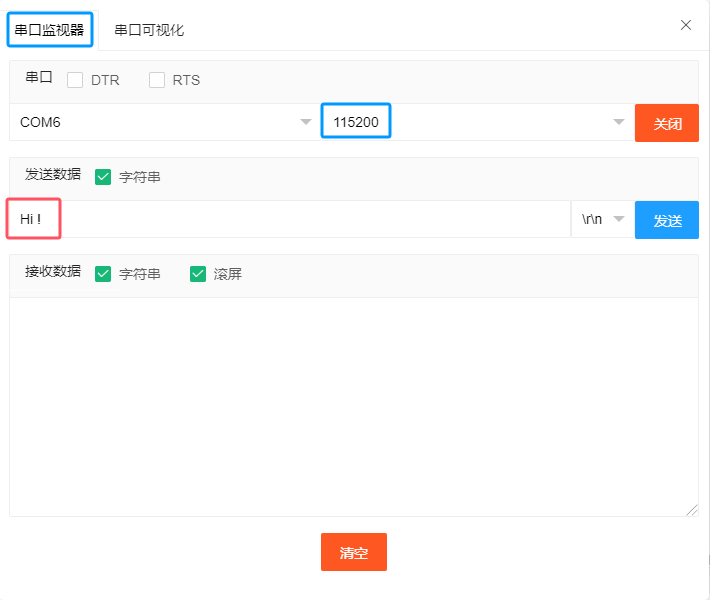 串口监视器 串口可视化
串口 DTR RTS
COM6 115200 关闭
发送数据 字符串
Hi ! \r\n 发送
接收数据 字符串 滚屏
清空